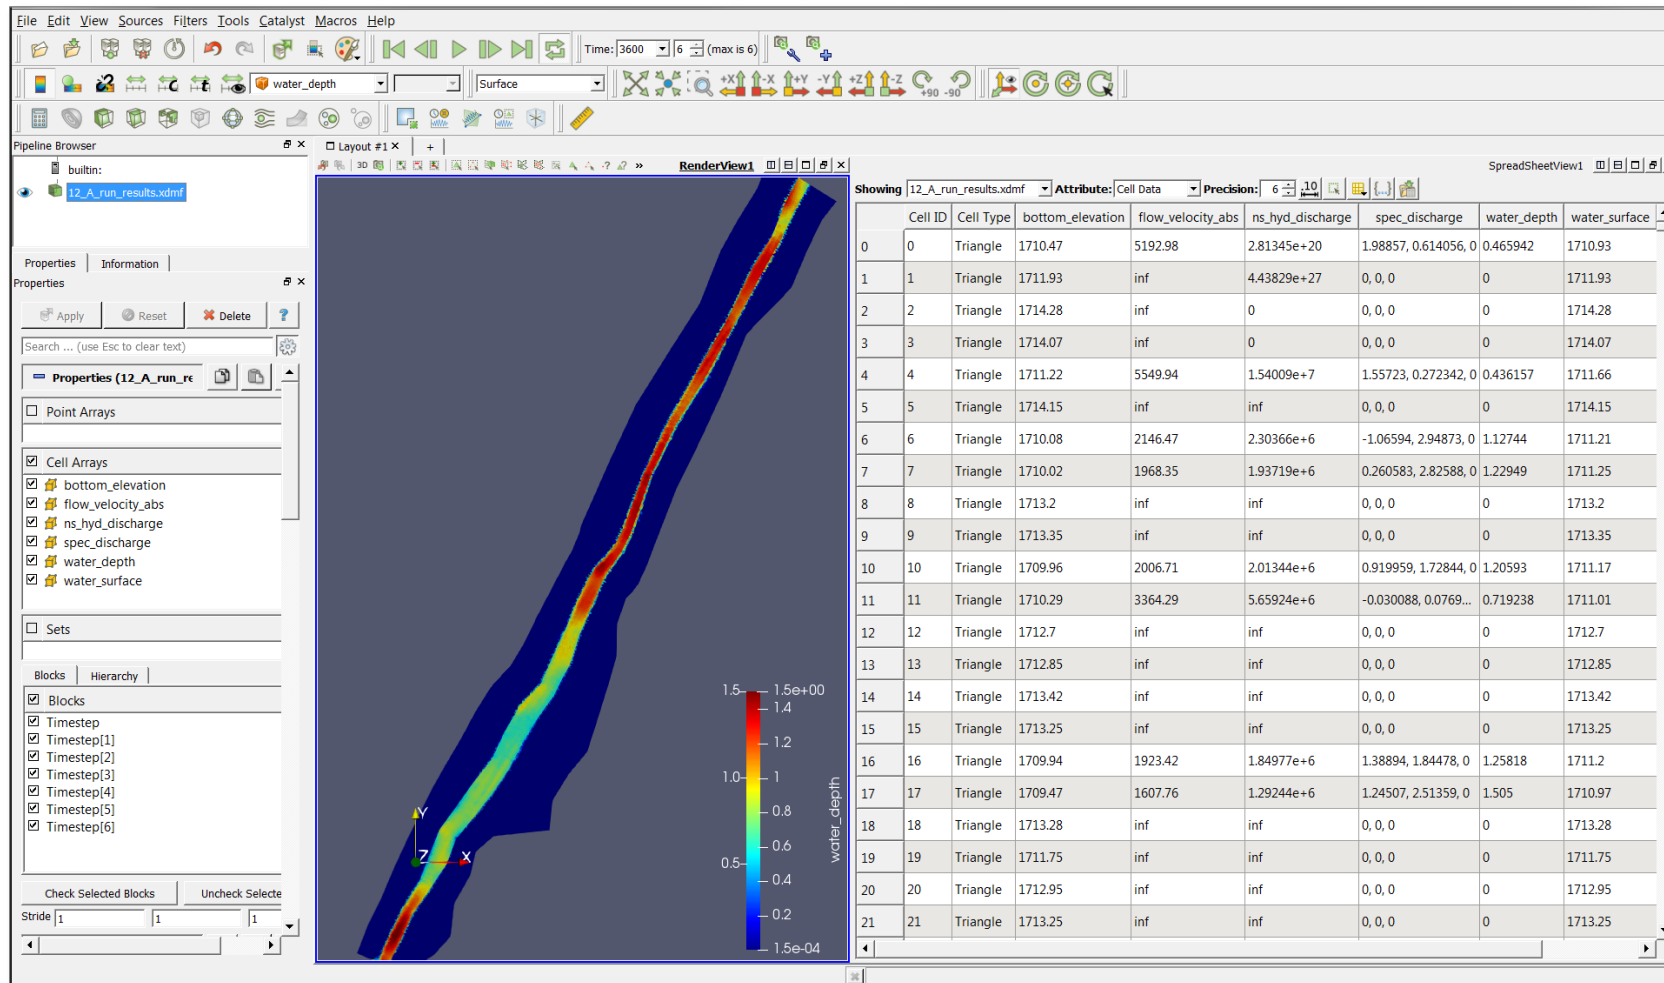 File Edit View Sources Filters Tools Catalyst Macros Help
Time: 3600 6 (max is 6)
water_depth Surface +X -X +Y -Y +Z -Z +90 -90
Pipeline Browser
builtin:
12_A_run_results.xdmf
Properties Information
Properties
Apply Reset Delete ?
Search ... (use Esc to clear text)
Properties (12_A_run_re
Point Arrays
Cell Arrays
bottom_elevation
flow_velocity_abs
ns_hyd_discharge
spec_discharge
water_depth
water_surface
Sets
Blocks Hierarchy
Blocks
Timestep
Timestep[1]
Timestep[2]
Timestep[3]
Timestep[4]
Timestep[5]
Timestep[6]
Check Selected Blocks Uncheck Selecte
Stride 1 1 1
Layout #1 +
3D RenderView1
1.5 1.5e+00
1.4
1.2
1.0 1
0.8
0.6
0.5
0.4
0.2
1.5e-04
water_depth
Y
Z X
SpreadSheetView1
Showing 12_A_run_results.xdmf Attribute: Cell Data Precision: 6 .10 {...}
Cell ID Cell Type bottom_elevation flow_velocity_abs ns_hyd_discharge spec_discharge water_depth water_surface
0 0 Triangle 1710.47 5192.98 2.81345e+20 1.98857, 0.614056, 0 0.465942 1710.93
1 1 Triangle 1711.93 inf 4.43829e+27 0, 0, 0 0 1711.93
2 2 Triangle 1714.28 inf 0 0, 0, 0 0 1714.28
3 3 Triangle 1714.07 inf 0 0, 0, 0 0 1714.07
4 4 Triangle 1711.22 5549.94 1.54009e+7 1.55723, 0.272342, 0 0.436157 1711.66
5 5 Triangle 1714.15 inf inf 0, 0, 0 0 1714.15
6 6 Triangle 1710.08 2146.47 2.30366e+6 -1.06594, 2.94873, 0 1.12744 1711.21
7 7 Triangle 1710.02 1968.35 1.93719e+6 0.260583, 2.82588, 0 1.22949 1711.25
8 8 Triangle 1713.2 inf inf 0, 0, 0 0 1713.2
9 9 Triangle 1713.35 inf inf 0, 0, 0 0 1713.35
10 10 Triangle 1709.96 2006.71 2.01344e+6 0.919959, 1.72844, 0 1.20593 1711.17
11 11 Triangle 1710.29 3364.29 5.65924e+6 -0.030088, 0.0769... 0.719238 1711.01
12 12 Triangle 1712.7 inf inf 0, 0, 0 0 1712.7
13 13 Triangle 1712.85 inf inf 0, 0, 0 0 1712.85
14 14 Triangle 1713.42 inf inf 0, 0, 0 0 1713.42
15 15 Triangle 1713.25 inf inf 0, 0, 0 0 1713.25
16 16 Triangle 1709.94 1923.42 1.84977e+6 1.38894, 1.84478, 0 1.25818 1711.2
17 17 Triangle 1709.47 1607.76 1.29244e+6 1.24507, 2.51359, 0 1.505 1710.97
18 18 Triangle 1713.28 inf inf 0, 0, 0 0 1713.28
19 19 Triangle 1711.75 inf inf 0, 0, 0 0 1711.75
20 20 Triangle 1712.95 inf inf 0, 0, 0 0 1712.95
21 21 Triangle 1713.25 inf inf 0, 0, 0 0 1713.25